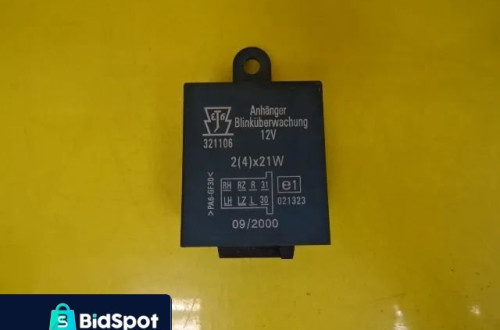 Anhänger
Blinküberwachung
12V
321106
2(4)x21W
>PA6-GF30<
RH RZ R 31
LH LZ L 30
e1
021323
09/2000
BidSpot